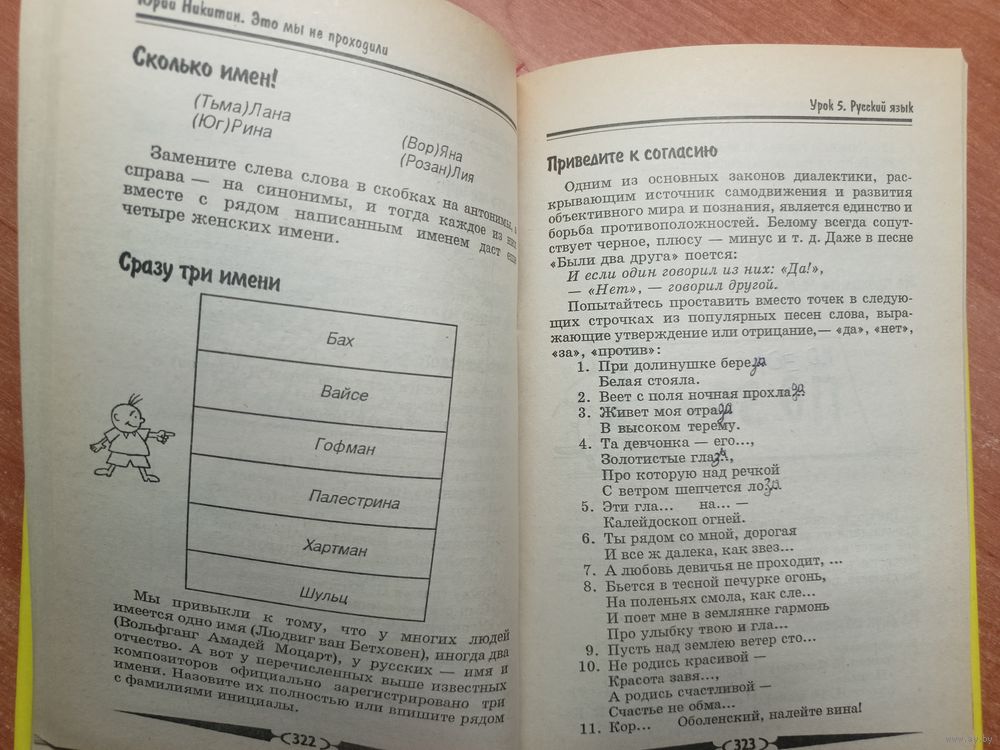 Юрий Никитин. Это мы не проходили
Сколько имен!
(Тьма)Лана
(Юг)Рина
(Вор)Яна
(Розан)Лия
Замените слева слова в скобках на антонимы, а
справа — на синонимы, и тогда каждое из них
вместе с рядом написанным именем даст еще
четыре женских имени.
Сразу три имени
Бах
Вайсе
Гофман
Палестрина
Хартман
Шульц
Мы привыкли к тому, что у многих людей
имеется одно имя (Людвиг ван Бетховен), иногда два
(Вольфганг Амадей Моцарт), у русских — имя и
отчество. А вот у перечисленных выше известных
композиторов официально зарегистрировано три
имени. Назовите их полностью или впишите рядом
с фамилиями инициалы.
322
Урок 5. Русский язык
Приведите к согласию
Одним из основных законов диалектики, рас-
крывающим источник самодвижения и развития
объективного мира и познания, является единство и
борьба противоположностей. Белому всегда сопут-
ствует черное, плюсу — минус и т. д. Даже в песне
«Были два друга» поется:
И если один говорил из них: «Да!»,
— «Нет», — говорил другой.
Попытайтесь проставить вместо точек в следую-
щих строчках из популярных песен слова, выра-
жающие утверждение или отрицание,— «да», «нет»,
«за», «против»:
1. При долинушке береза
Белая стояла.
2. Веет с поля ночная прохлада
3. Живет моя отрада
В высоком терему.
4. Та девчонка — его...,
Золотистые глаза,
Про которую над речкой
С ветром шепчется лоза
5. Эти гла... на... —
Калейдоскоп огней.
6. Ты рядом со мной, дорогая
И все ж далека, как звез...
7. А любовь девичья не проходит, ...
8. Бьется в тесной печурке огонь,
На поленьях смола, как сле...
И поет мне в землянке гармонь
Про улыбку твою и гла...
9. Пусть над землею ветер сто...
10. Не родись красивой —
Красота завя...,
А родись счастливой —
Счастье не обма...
11. Кор... Оболенский, налейте вина!
323
www.ay.by